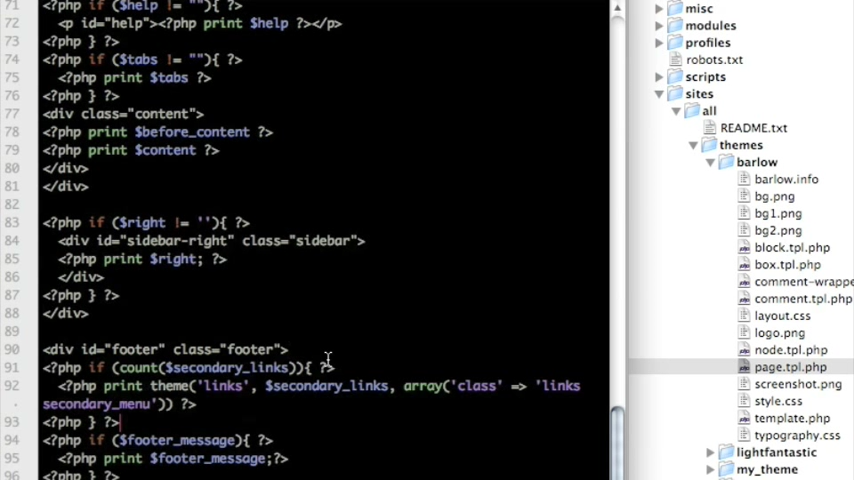 71 <?php if ($help != ""){ ?>
72 <p id="help"><?php print $help ?></p>
73 <?php } ?>
74 <?php if ($tabs != ""){ ?>
75 <?php print $tabs ?>
76 <?php } ?>
77 <div class="content">
78 <?php print $before_content ?>
79 <?php print $content ?>
80 </div>
81 </div>
82
83 <?php if ($right != ''){ ?>
84 <div id="sidebar-right" class="sidebar">
85 <?php print $right; ?>
86 </div>
87 <?php } ?>
88 </div>
89
90 <div id="footer" class="footer">
91 <?php if (count($secondary_links)){ ?>
92 <?php print theme('links', $secondary_links, array('class' => 'links
secondary_menu')) ?>
93 <?php } ?>
94 <?php if ($footer_message){ ?>
95 <?php print $footer_message;?>
96 <?php } ?>
misc
modules
profiles
robots.txt
scripts
sites
all
README.txt
themes
barlow
barlow.info
bg.png
bg1.png
bg2.png
block.tpl.php
box.tpl.php
comment-wrappe
comment.tpl.php
layout.css
logo.png
node.tpl.php
page.tpl.php
screenshot.png
style.css
template.php
typography.css
lightfantastic
my_theme